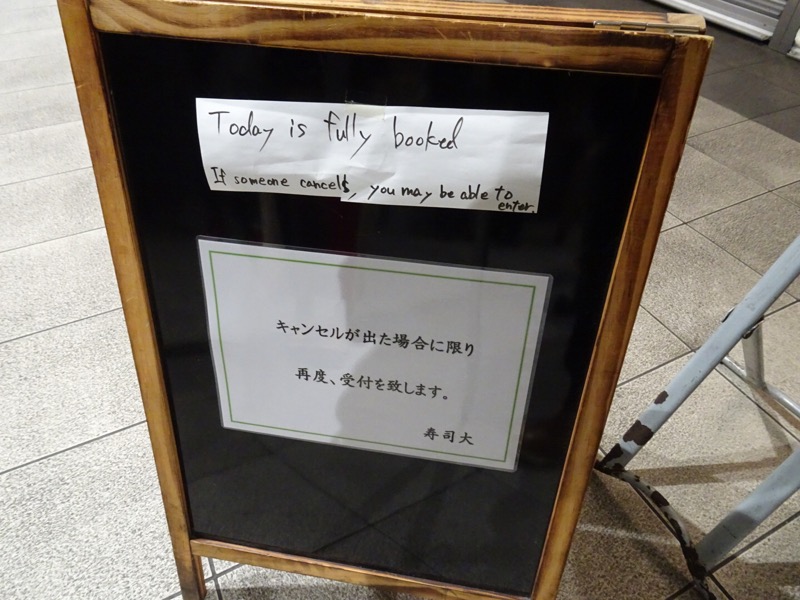 Today is fully booked
If someone cancels, you may be able to
enter.
キャンセルが出た場合に限り
再度、受付を致します。
寿司大